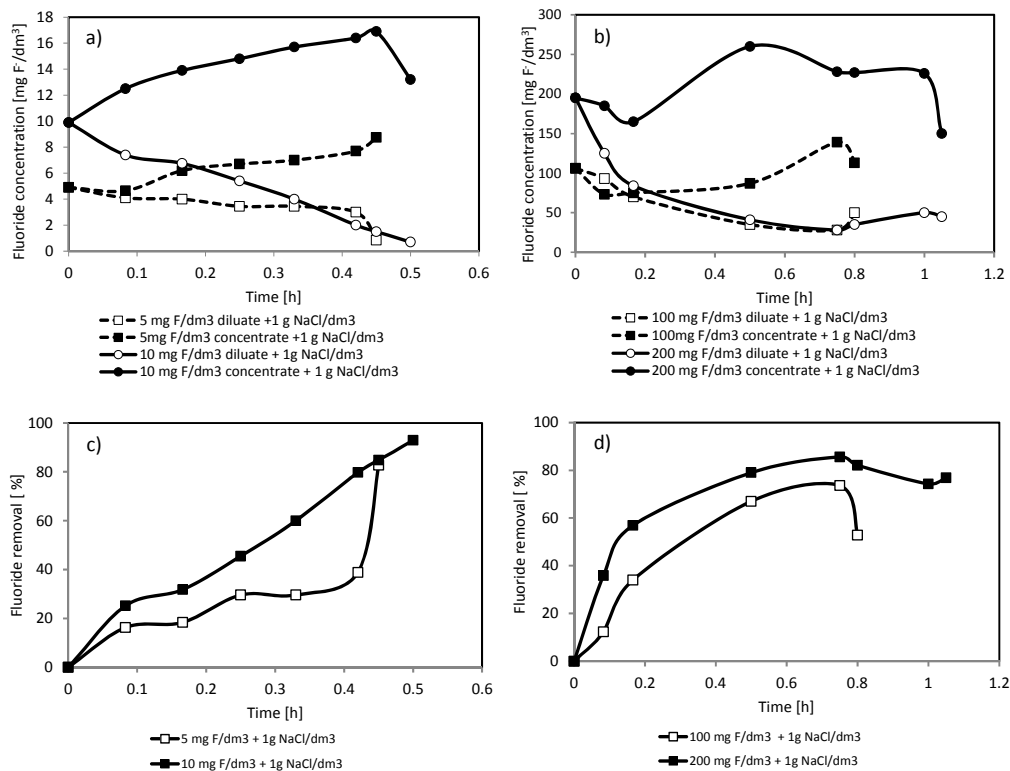 a)
Fluoride concentration [mg F-/dm³]
18
16
14
12
10
8
6
4
2
0
0 0.1 0.2 0.3 0.4 0.5 0.6
Time [h]
5 mg F/dm3 diluate +1 g NaCl/dm3
5mg F/dm3 concentrate +1 g NaCl/dm3
10 mg F/dm3 diluate + 1g NaCl/dm3
10 mg F/dm3 concentrate + 1 g NaCl/dm3
b)
Fluoride concentration [mg F-/dm³]
300
250
200
150
100
50
0
0 0.2 0.4 0.6 0.8 1 1.2
Time [h]
100 mg F/dm3 diluate + 1 g NaCl/dm3
100mg F/dm3 concentrate + 1 g NaCl/dm3
200 mg F/dm3 diluate + 1 g NaCl/dm3
200 mg F/dm3 concentrate + 1 g NaCl/dm3
c)
Fluoride removal [ %]
100
80
60
40
20
0
0 0.1 0.2 0.3 0.4 0.5 0.6
Time [h]
5 mg F/dm3 + 1g NaCl/dm3
10 mg F/dm3 + 1g NaCl/dm3
d)
Fluoride removal [ %]
100
80
60
40
20
0
0 0.2 0.4 0.6 0.8 1 1.2
Time [h]
100 mg F/dm3 + 1g NaCl/dm3
200 mg F/dm3 + 1g NaCl/dm3